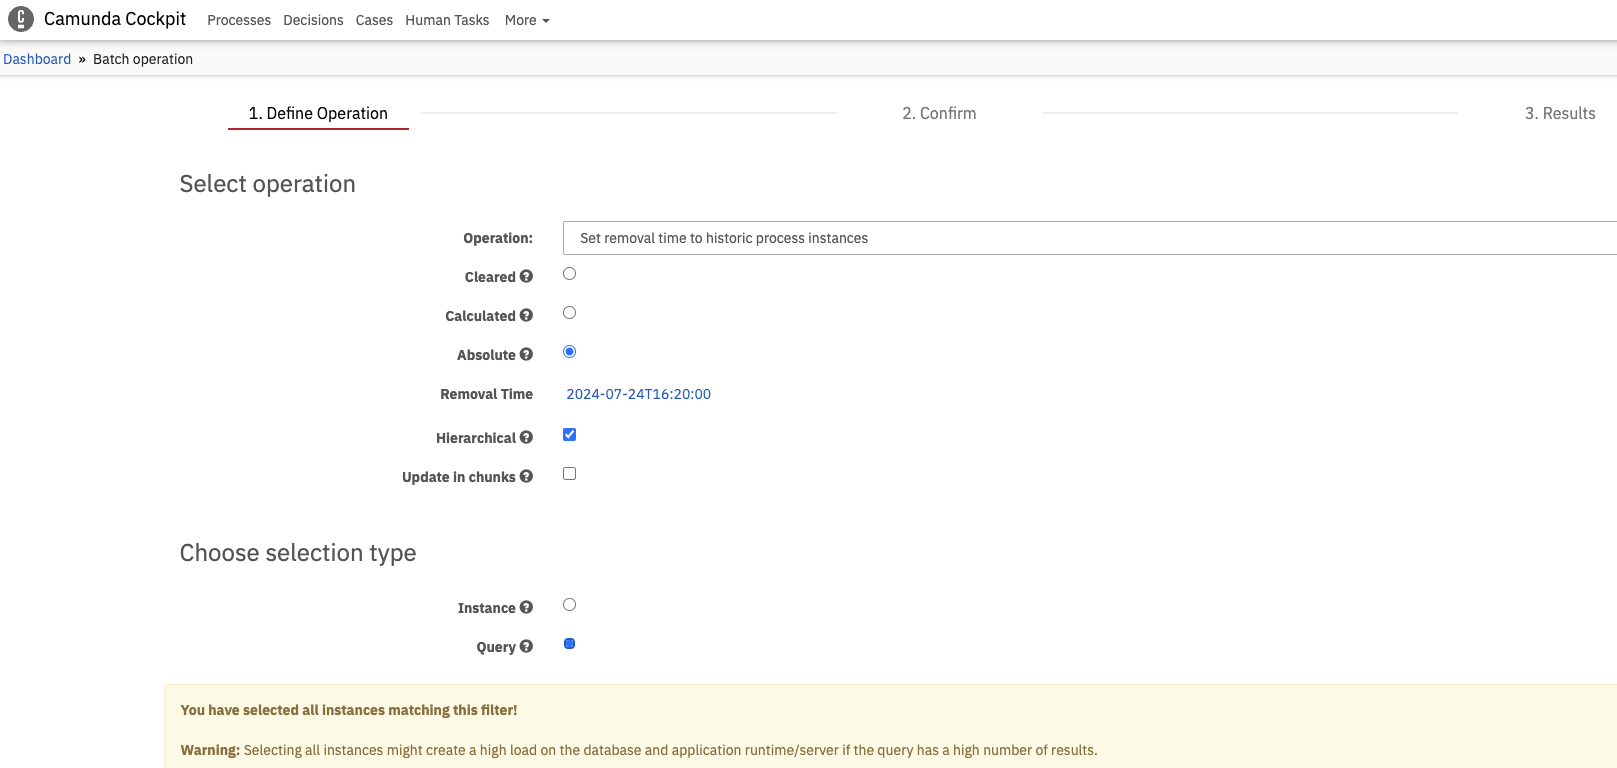 Camunda Cockpit Processes Decisions Cases Human Tasks More
Dashboard » Batch operation
1. Define Operation 2. Confirm 3. Results
Select operation
Operation: Set removal time to historic process instances
Cleared
Calculated
Absolute
Removal Time 2024-07-24T16:20:00
Hierarchical
Update in chunks
Choose selection type
Instance
Query
You have selected all instances matching this filter!
Warning: Selecting all instances might create a high load on the database and application runtime/server if the query has a high number of results.